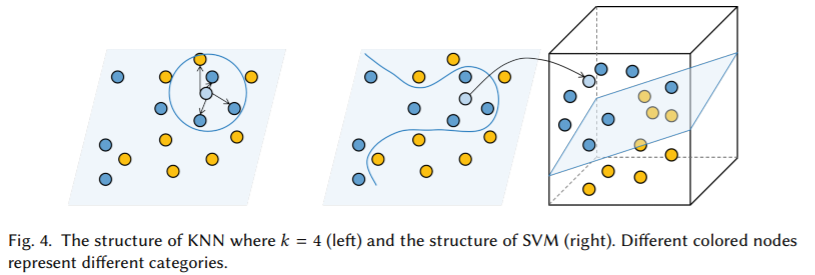 Fig. 4. The structure of KNN where k = 4 (left) and the structure of SVM (right). Different colored nodes
represent different categories.